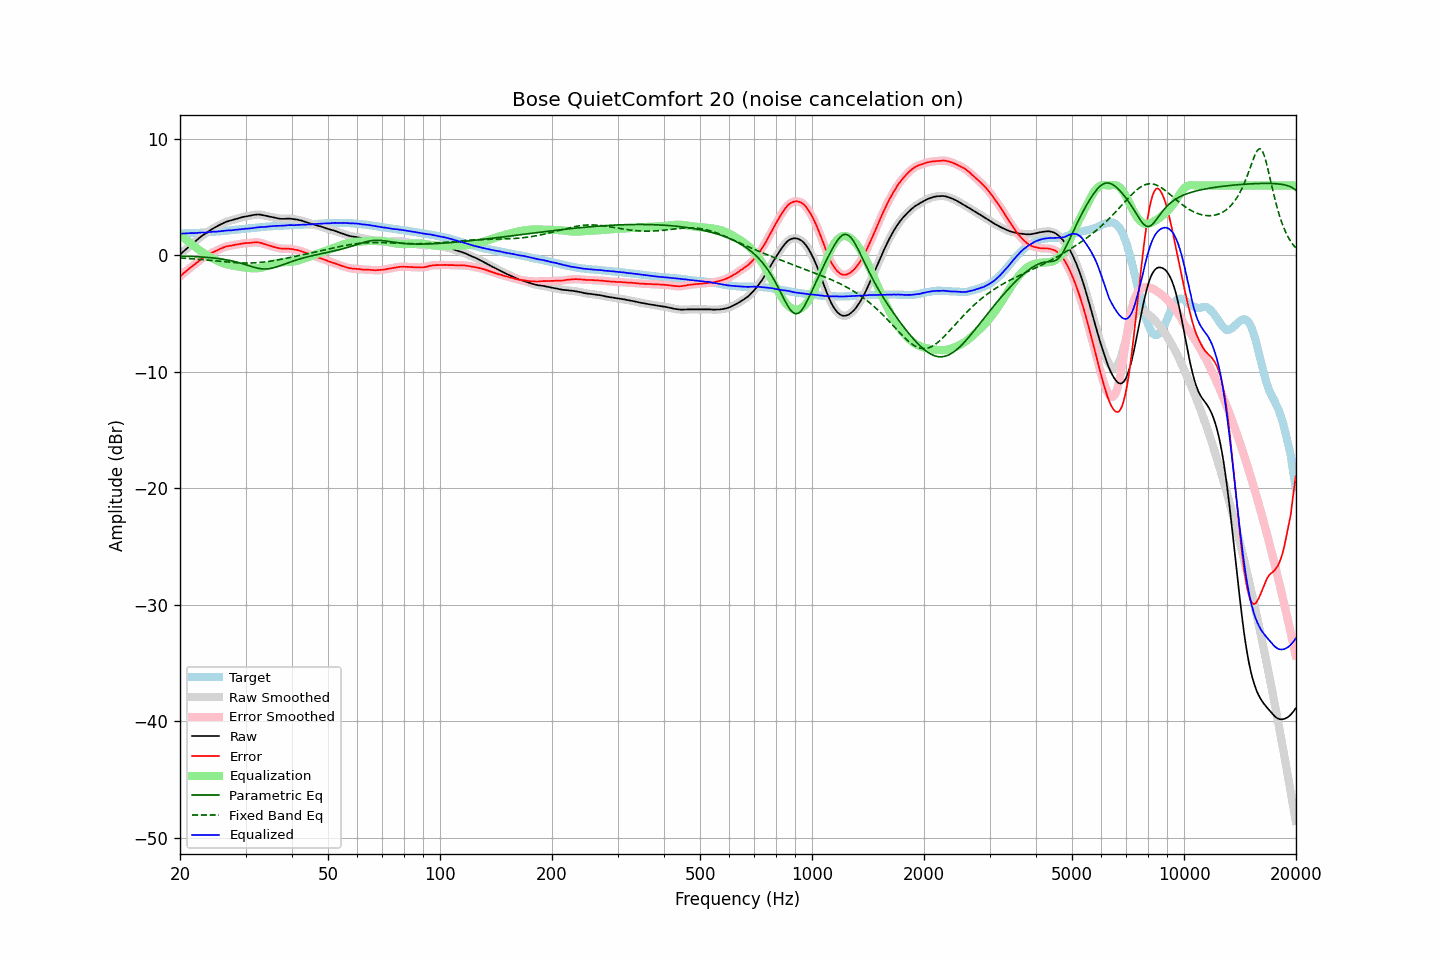 Bose QuietComfort 20 (noise cancelation on)
10
5
0
−5
−10
−20
−30
−40
−50
Amplitude (dBr)
Target
Raw Smoothed
Error Smoothed
Raw
Error
Equalization
Parametric Eq
Fixed Band Eq
Equalized
20 50 100 200 500 1000 2000 5000 10000 20000
Frequency (Hz)